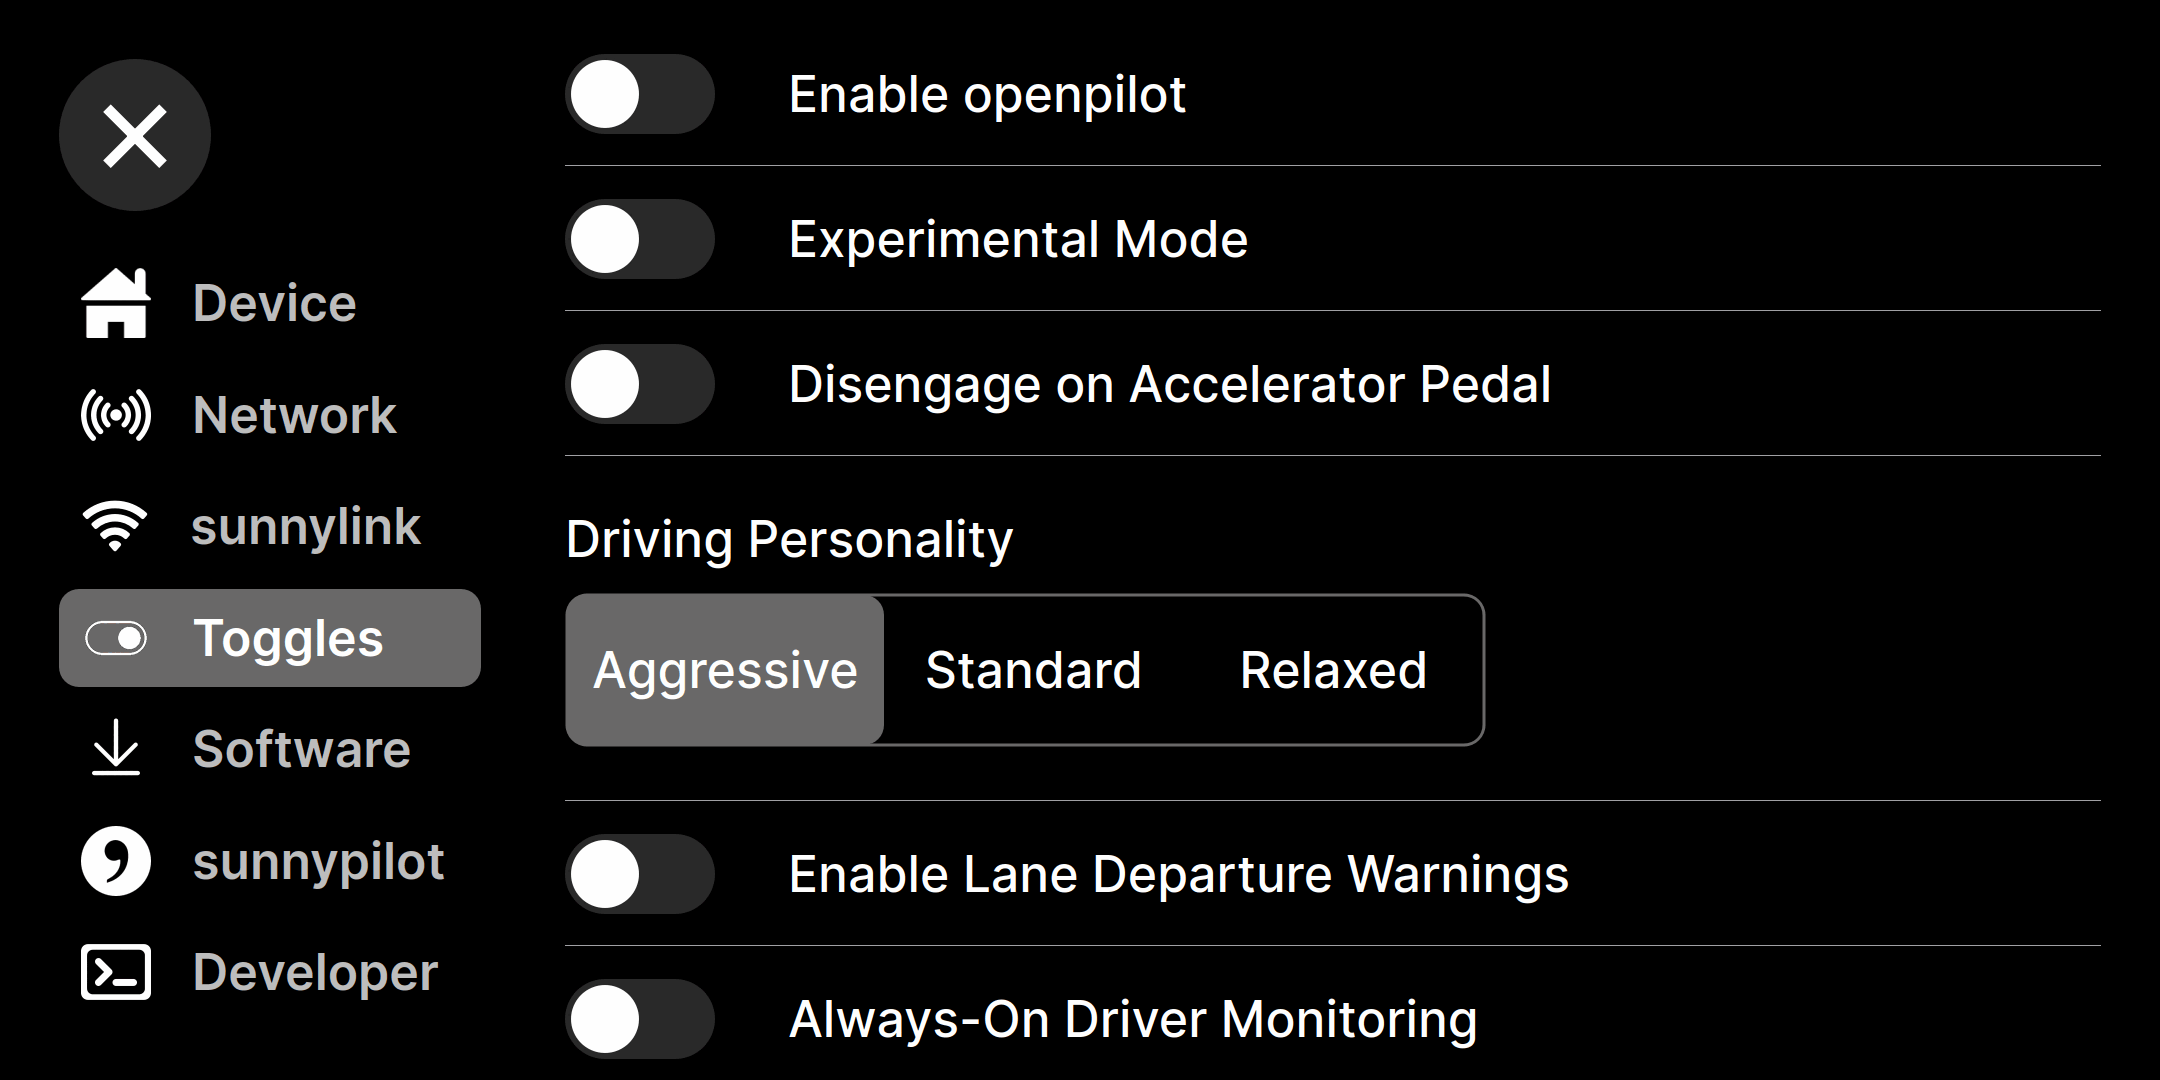 Device
Network
sunnylink
Toggles
Software
sunnypilot
Developer
Enable openpilot
Experimental Mode
Disengage on Accelerator Pedal
Driving Personality
Aggressive Standard Relaxed
Enable Lane Departure Warnings
Always-On Driver Monitoring